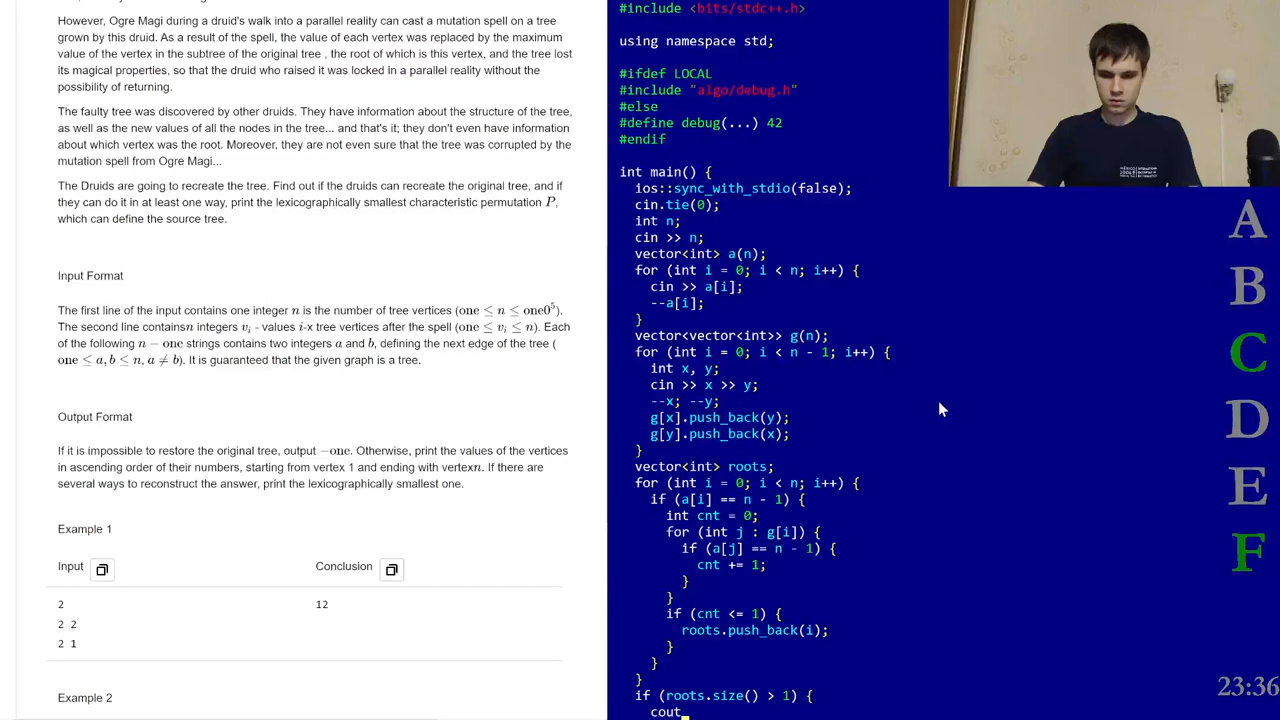 However, Ogre Magi during a druid's walk into a parallel reality can cast a mutation spell on a tree
grown by this druid. As a result of the spell, the value of each vertex was replaced by the maximum
value of the vertex in the subtree of the original tree , the root of which is this vertex, and the tree lost
its magical properties, so that the druid who raised it was locked in a parallel reality without the
possibility of returning.
The faulty tree was discovered by other druids. They have information about the structure of the tree,
as well as the new values of all the nodes in the tree... and that's it; they don't even have information
about which vertex was the root. Moreover, they are not even sure that the tree was corrupted by the
mutation spell from Ogre Magi...
The Druids are going to recreate the tree. Find out if the druids can recreate the original tree, and if
they can do it in at least one way, print the lexicographically smallest characteristic permutation P,
which can define the source tree.
Input Format
The first line of the input contains one integer n is the number of tree vertices (one ≤ n ≤ one0⁵).
The second line containsn integers vᵢ - values i-x tree vertices after the spell (one ≤ vᵢ ≤ n). Each
of the following n − one strings contains two integers a and b, defining the next edge of the tree (
one ≤ a, b ≤ n, a ≠ b). It is guaranteed that the given graph is a tree.
Output Format
If it is impossible to restore the original tree, output −one. Otherwise, print the values of the vertices
in ascending order of their numbers, starting from vertex 1 and ending with vertexn. If there are
several ways to reconstruct the answer, print the lexicographically smallest one.
Example 1
Input Conclusion
2 12
2 2
2 1
Example 2
#include <bits/stdc++.h>
using namespace std;
#ifdef LOCAL
#include "algo/debug.h"
#else
#define debug(...) 42
#endif
int main() {
ios::sync_with_stdio(false);
cin.tie(0);
int n;
cin >> n;
vector<int> a(n);
for (int i = 0; i < n; i++) {
cin >> a[i];
--a[i];
}
vector<vector<int>> g(n);
for (int i = 0; i < n - 1; i++) {
int x, y;
cin >> x >> y;
--x; --y;
g[x].push_back(y);
g[y].push_back(x);
}
vector<int> roots;
for (int i = 0; i < n; i++) {
if (a[i] == n - 1) {
int cnt = 0;
for (int j : g[i]) {
if (a[j] == n - 1) {
cnt += 1;
}
}
if (cnt <= 1) {
roots.push_back(i);
}
}
}
if (roots.size() > 1) {
cout
A
B
C
D
E
F
23:36